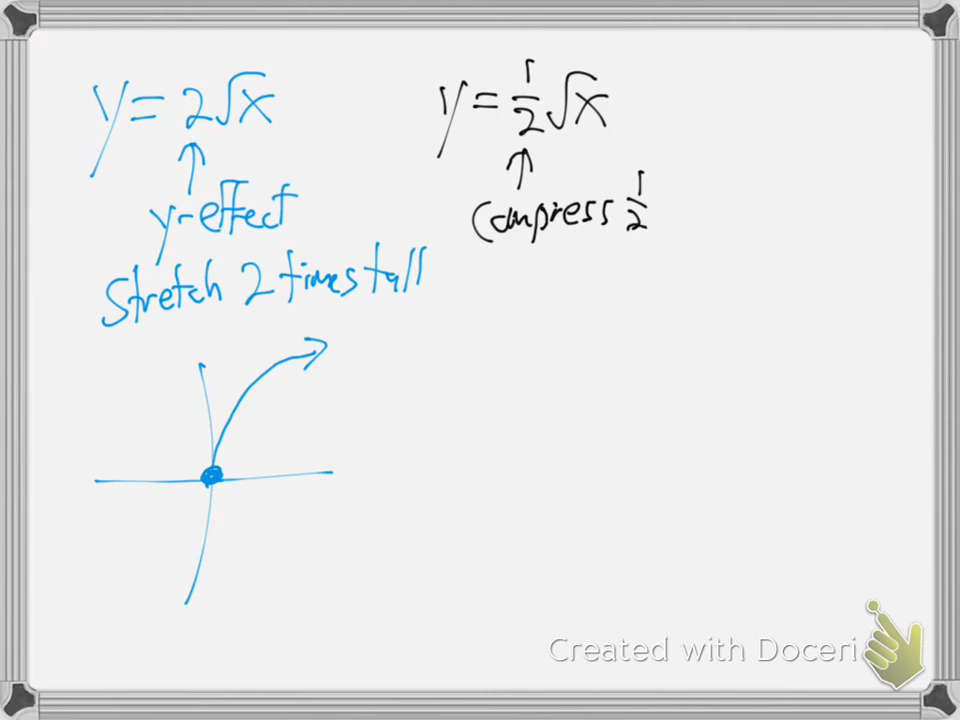 y = 2√x
y-effect
Stretch 2 times tall
y = 1/2 √x
Compress 1/2
Created with Doceri